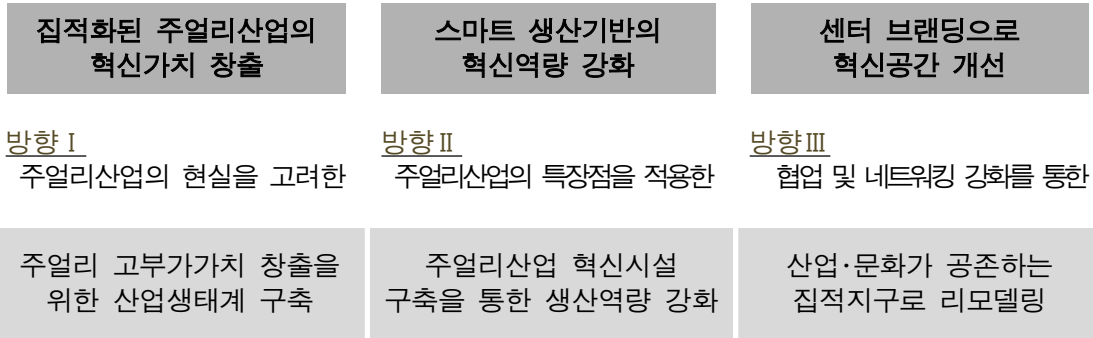 집적화된 주얼리산업의
혁신가치 창출
스마트 생산기반의
혁신역량 강화
센터 브랜딩으로
혁신공간 개선
방향Ⅰ
주얼리산업의 현실을 고려한
방향Ⅱ
주얼리산업의 특장점을 적용한
방향Ⅲ
협업 및 네트워킹 강화를 통한
주얼리 고부가가치 창출을
위한 산업생태계 구축
주얼리산업 혁신시설
구축을 통한 생산역량 강화
산업·문화가 공존하는
집적지구로 리모델링